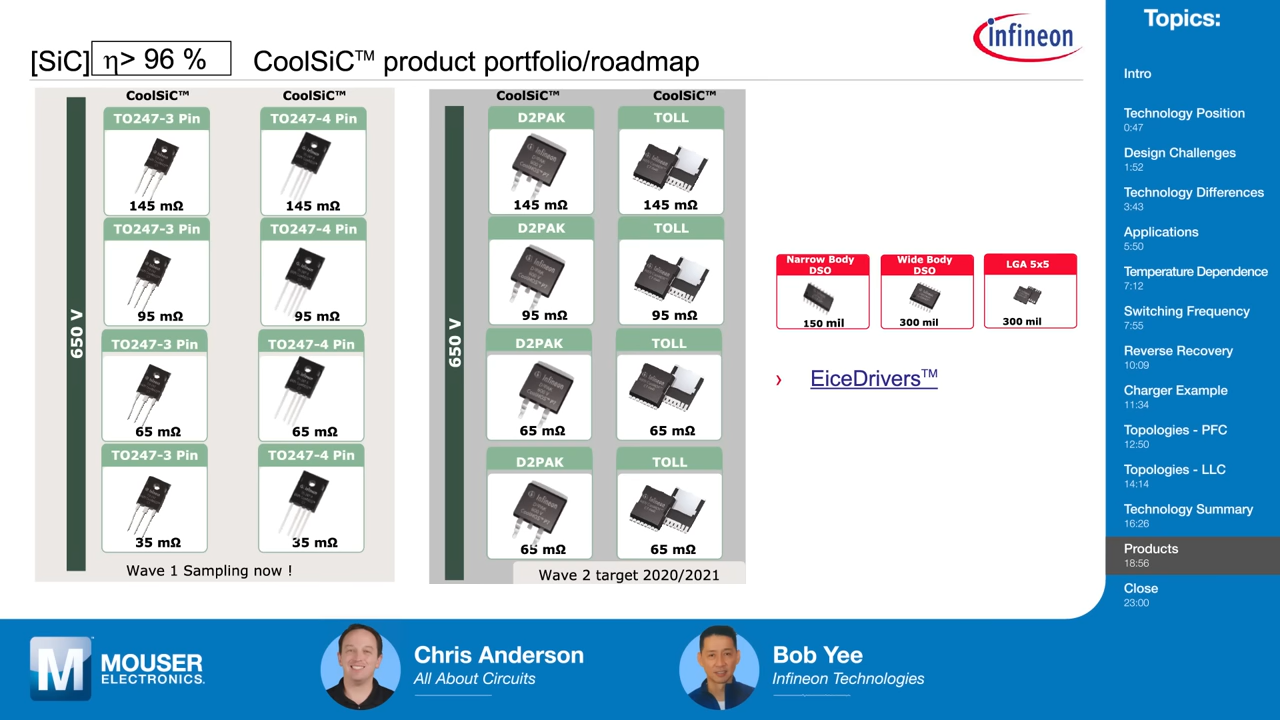 [SiC] η> 96 % CoolSiC™ product portfolio/roadmap
infineon
CoolSiC™ CoolSiC™
650 V
TO247-3 Pin TO247-4 Pin
145 mΩ 145 mΩ
TO247-3 Pin TO247-4 Pin
95 mΩ 95 mΩ
TO247-3 Pin TO247-4 Pin
65 mΩ 65 mΩ
TO247-3 Pin TO247-4 Pin
35 mΩ 35 mΩ
Wave 1 Sampling now !
CoolSiC™ CoolSiC™
650 V
D2PAK TOLL
145 mΩ 145 mΩ
D2PAK TOLL
95 mΩ 95 mΩ
D2PAK TOLL
65 mΩ 65 mΩ
D2PAK TOLL
65 mΩ 65 mΩ
Wave 2 target 2020/2021
Narrow Body
DSO
150 mil
Wide Body
DSO
300 mil
LGA 5x5
300 mil
› EiceDrivers™
Topics:
Intro
Technology Position
0:47
Design Challenges
1:52
Technology Differences
3:43
Applications
5:50
Temperature Dependence
7:12
Switching Frequency
7:55
Reverse Recovery
10:09
Charger Example
11:34
Topologies - PFC
12:50
Topologies - LLC
14:14
Technology Summary
16:26
Products
18:56
Close
23:00
M MOUSER
ELECTRONICS.
Chris Anderson
All About Circuits
Bob Yee
Infineon Technologies